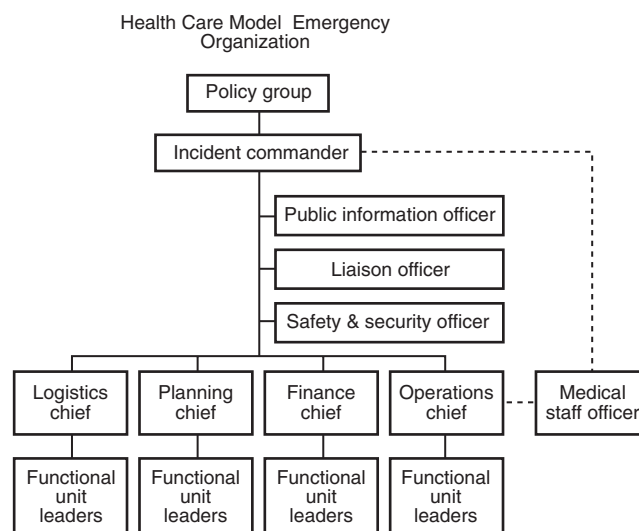 Health Care Model Emergency
Organization
Policy group
Incident commander
Public information officer
Liaison officer
Safety & security officer
Logistics
chief
Planning
chief
Finance
chief
Operations
chief
Medical
staff officer
Functional
unit
leaders
Functional
unit
leaders
Functional
unit
leaders
Functional
unit
leaders